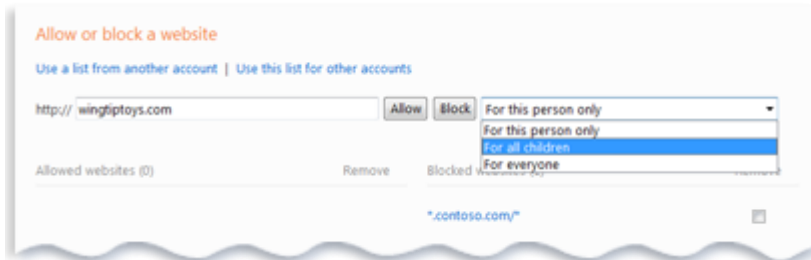 Allow or block a website
Use a list from another account | Use this list for other accounts
http:// wingtiptoys.com Allow Block For this person only
For this person only
For all children
For everyone
Allowed websites (0) Remove Blocked
*.contoso.com/*